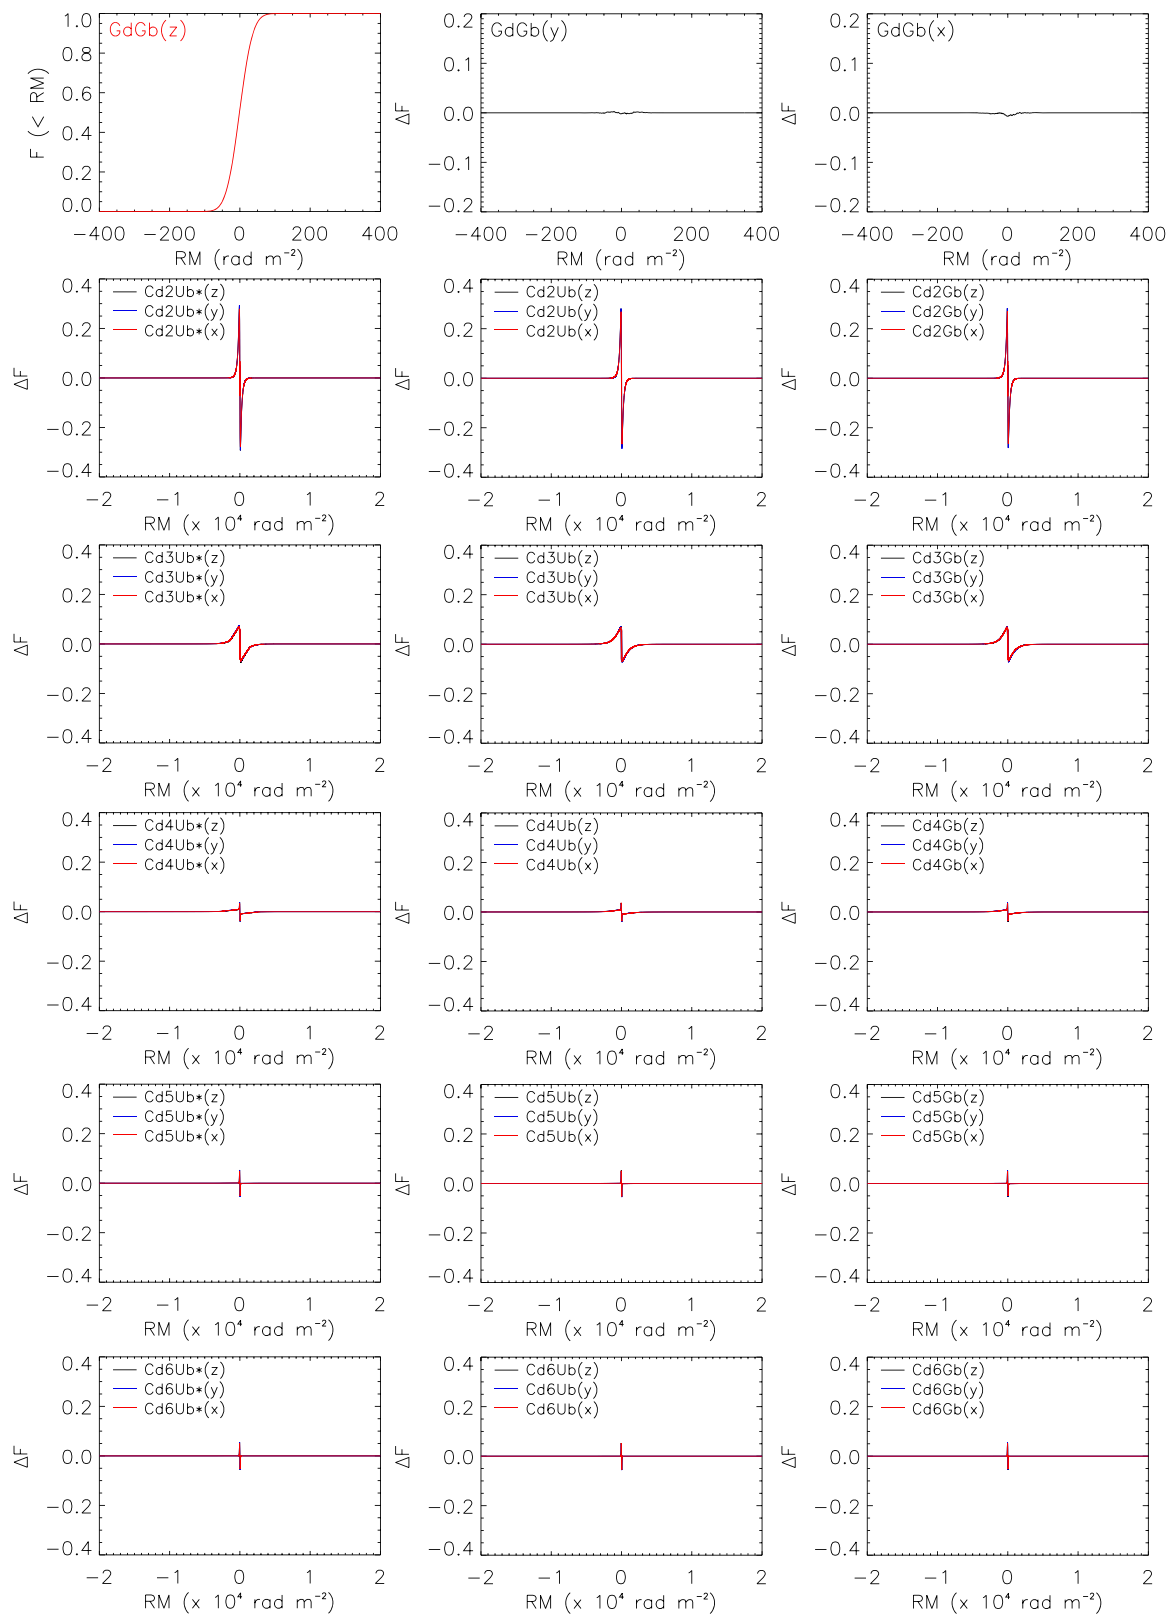 GdGb(z)
F (< RM)
1.0
0.8
0.6
0.4
0.2
0.0
−400 −200 0 200 400
RM (rad m⁻²)
GdGb(y)
ΔF
0.2
0.1
0.0
−0.1
−0.2
−400 −200 0 200 400
RM (rad m⁻²)
GdGb(x)
ΔF
0.2
0.1
0.0
−0.1
−0.2
−400 −200 0 200 400
RM (rad m⁻²)
Cd2Ub*(z)
Cd2Ub*(y)
Cd2Ub*(x)
ΔF
0.4
0.2
0.0
−0.2
−0.4
−2 −1 0 1 2
RM (x 10⁴ rad m⁻²)
Cd2Ub(z)
Cd2Ub(y)
Cd2Ub(x)
ΔF
0.4
0.2
0.0
−0.2
−0.4
−2 −1 0 1 2
RM (x 10⁴ rad m⁻²)
Cd2Gb(z)
Cd2Gb(y)
Cd2Gb(x)
ΔF
0.4
0.2
0.0
−0.2
−0.4
−2 −1 0 1 2
RM (x 10⁴ rad m⁻²)
Cd3Ub*(z)
Cd3Ub*(y)
Cd3Ub*(x)
ΔF
0.4
0.2
0.0
−0.2
−0.4
−2 −1 0 1 2
RM (x 10⁴ rad m⁻²)
Cd3Ub(z)
Cd3Ub(y)
Cd3Ub(x)
ΔF
0.4
0.2
0.0
−0.2
−0.4
−2 −1 0 1 2
RM (x 10⁴ rad m⁻²)
Cd3Gb(z)
Cd3Gb(y)
Cd3Gb(x)
ΔF
0.4
0.2
0.0
−0.2
−0.4
−2 −1 0 1 2
RM (x 10⁴ rad m⁻²)
Cd4Ub*(z)
Cd4Ub*(y)
Cd4Ub*(x)
ΔF
0.4
0.2
0.0
−0.2
−0.4
−2 −1 0 1 2
RM (x 10⁴ rad m⁻²)
Cd4Ub(z)
Cd4Ub(y)
Cd4Ub(x)
ΔF
0.4
0.2
0.0
−0.2
−0.4
−2 −1 0 1 2
RM (x 10⁴ rad m⁻²)
Cd4Gb(z)
Cd4Gb(y)
Cd4Gb(x)
ΔF
0.4
0.2
0.0
−0.2
−0.4
−2 −1 0 1 2
RM (x 10⁴ rad m⁻²)
Cd5Ub*(z)
Cd5Ub*(y)
Cd5Ub*(x)
ΔF
0.4
0.2
0.0
−0.2
−0.4
−2 −1 0 1 2
RM (x 10⁴ rad m⁻²)
Cd5Ub(z)
Cd5Ub(y)
Cd5Ub(x)
ΔF
0.4
0.2
0.0
−0.2
−0.4
−2 −1 0 1 2
RM (x 10⁴ rad m⁻²)
Cd5Gb(z)
Cd5Gb(y)
Cd5Gb(x)
ΔF
0.4
0.2
0.0
−0.2
−0.4
−2 −1 0 1 2
RM (x 10⁴ rad m⁻²)
Cd6Ub*(z)
Cd6Ub*(y)
Cd6Ub*(x)
ΔF
0.4
0.2
0.0
−0.2
−0.4
−2 −1 0 1 2
RM (x 10⁴ rad m⁻²)
Cd6Ub(z)
Cd6Ub(y)
Cd6Ub(x)
ΔF
0.4
0.2
0.0
−0.2
−0.4
−2 −1 0 1 2
RM (x 10⁴ rad m⁻²)
Cd6Gb(z)
Cd6Gb(y)
Cd6Gb(x)
ΔF
0.4
0.2
0.0
−0.2
−0.4
−2 −1 0 1 2
RM (x 10⁴ rad m⁻²)